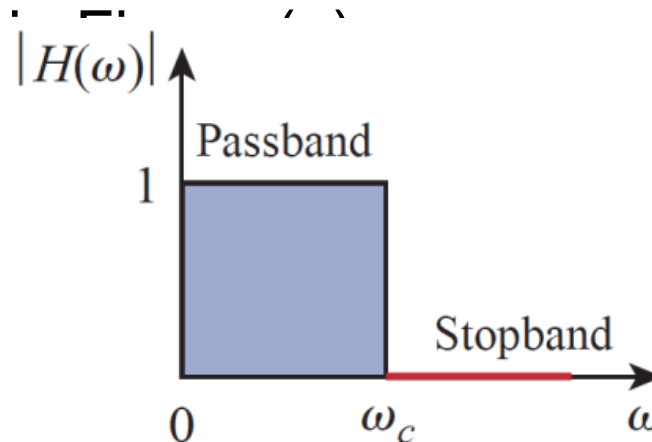 |H(ω)|
Passband
1
Stopband
0
ω_c
ω